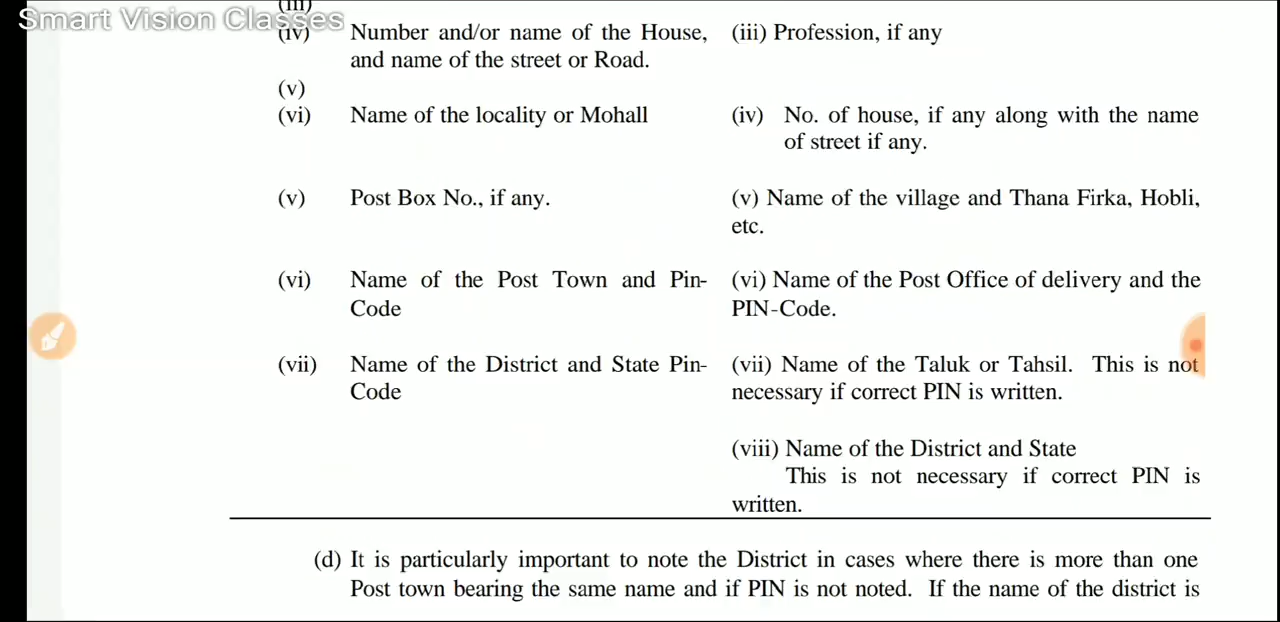 (iii)
Smart Vision Classes
(iv) Number and/or name of the House,
and name of the street or Road.
(v)
(vi) Name of the locality or Mohall
(v) Post Box No., if any.
(vi) Name of the Post Town and Pin-
Code
(vii) Name of the District and State Pin-
Code
(iii) Profession, if any
(iv) No. of house, if any along with the name
of street if any.
(v) Name of the village and Thana Firka, Hobli,
etc.
(vi) Name of the Post Office of delivery and the
PIN-Code.
(vii) Name of the Taluk or Tahsil. This is not
necessary if correct PIN is written.
(viii) Name of the District and State
This is not necessary if correct PIN is
written.
(d) It is particularly important to note the District in cases where there is more than one
Post town bearing the same name and if PIN is not noted. If the name of the district is